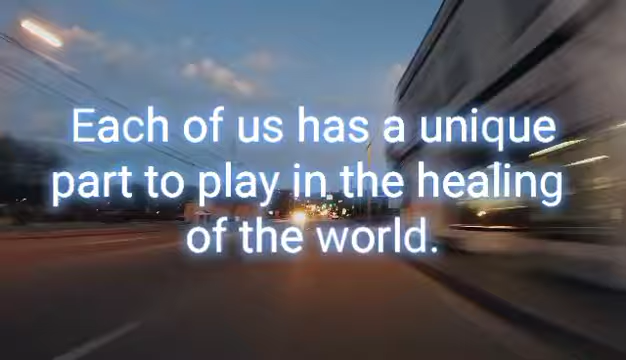 Each of us has a unique
part to play in the healing
of the world.